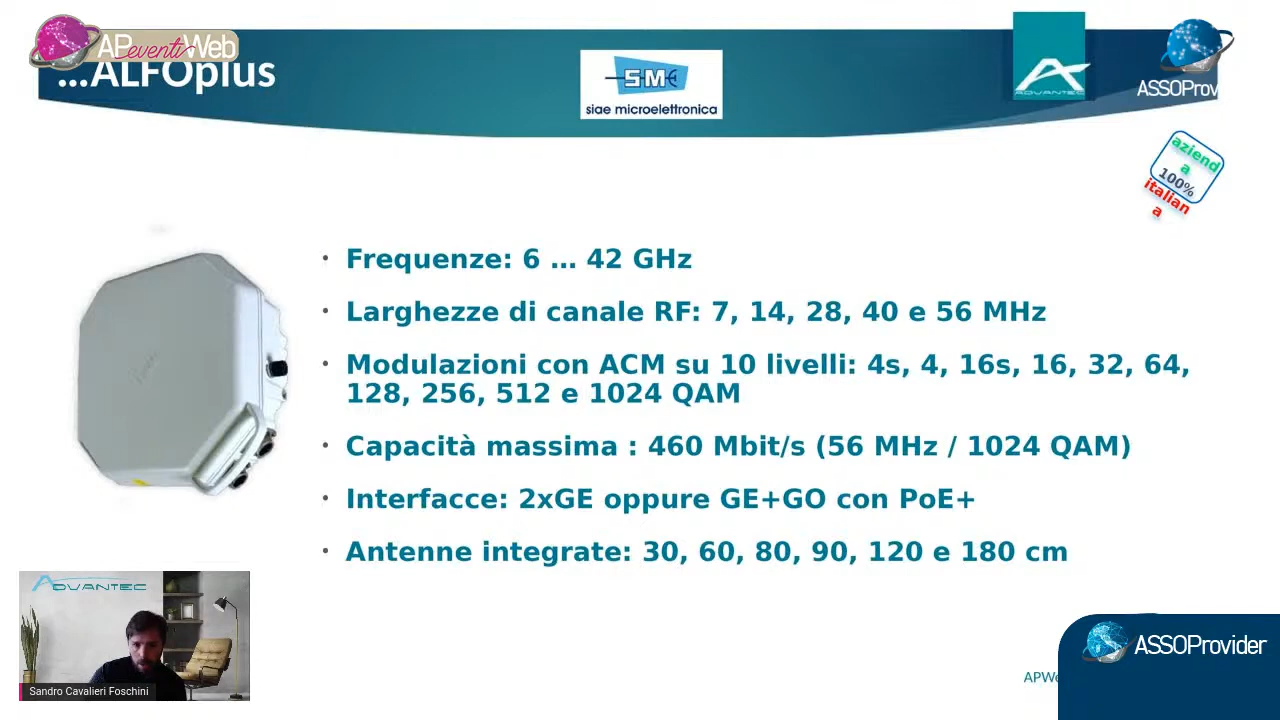 APeventiWeb
...ALFOplus
SM
siae microelettronica
ADVANTEC
ASSOProv
aziend
a
100%
italian
a
· Frequenze: 6 … 42 GHz
· Larghezze di canale RF: 7, 14, 28, 40 e 56 MHz
· Modulazioni con ACM su 10 livelli: 4s, 4, 16s, 16, 32, 64,
128, 256, 512 e 1024 QAM
· Capacità massima : 460 Mbit/s (56 MHz / 1024 QAM)
· Interfacce: 2xGE oppure GE+GO con PoE+
· Antenne integrate: 30, 60, 80, 90, 120 e 180 cm
ADVANTEC
Sandro Cavalieri Foschini
ASSOProvider
APWe